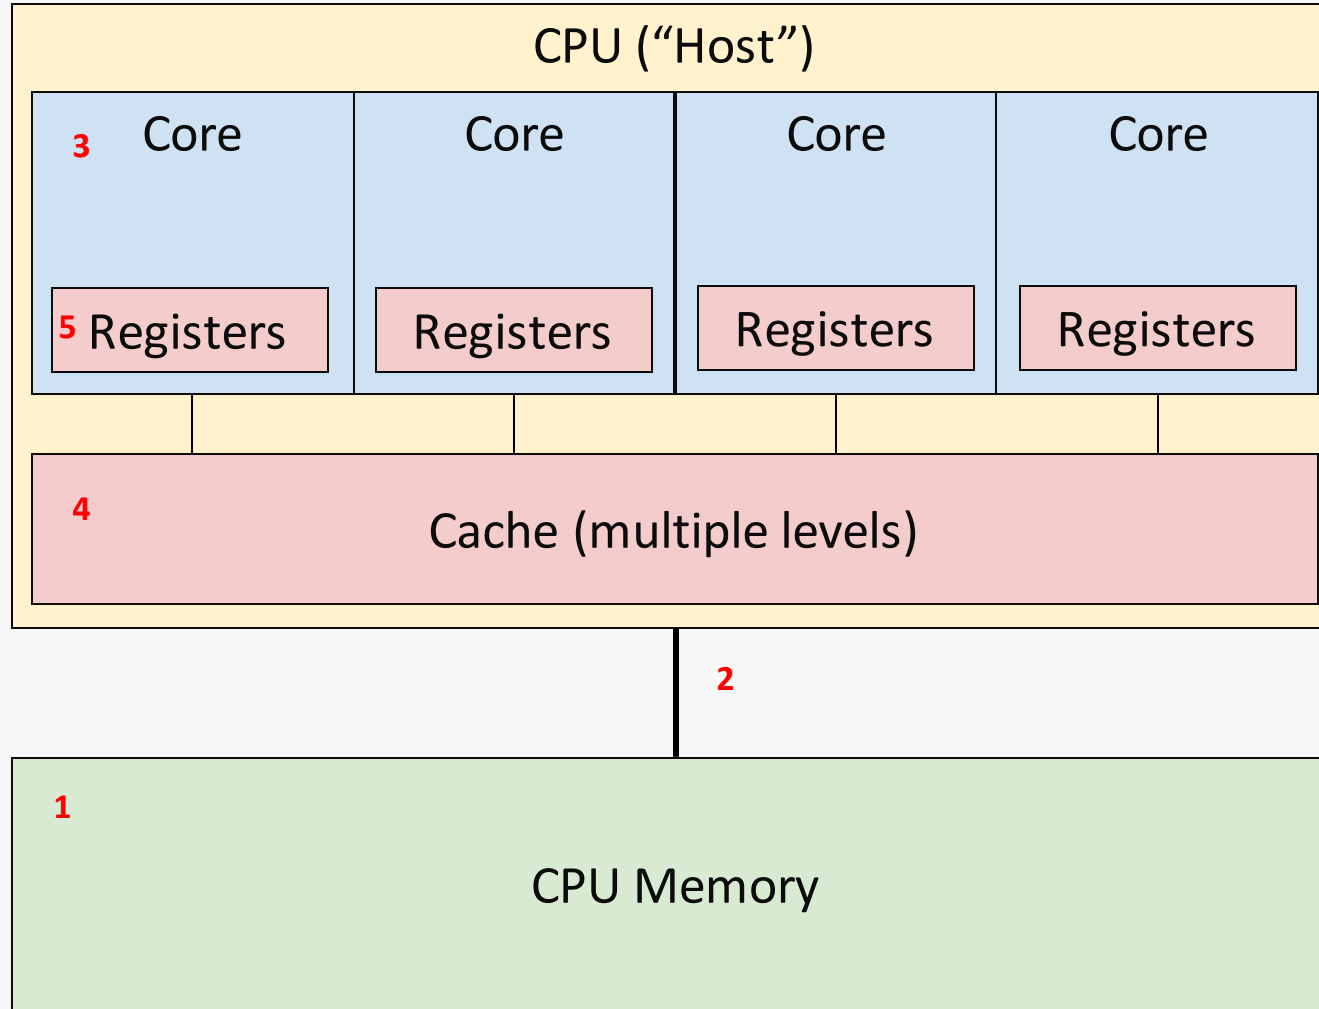 CPU (“Host”)
3 Core Core Core Core
5 Registers Registers Registers Registers
4
Cache (multiple levels)
2
1
CPU Memory